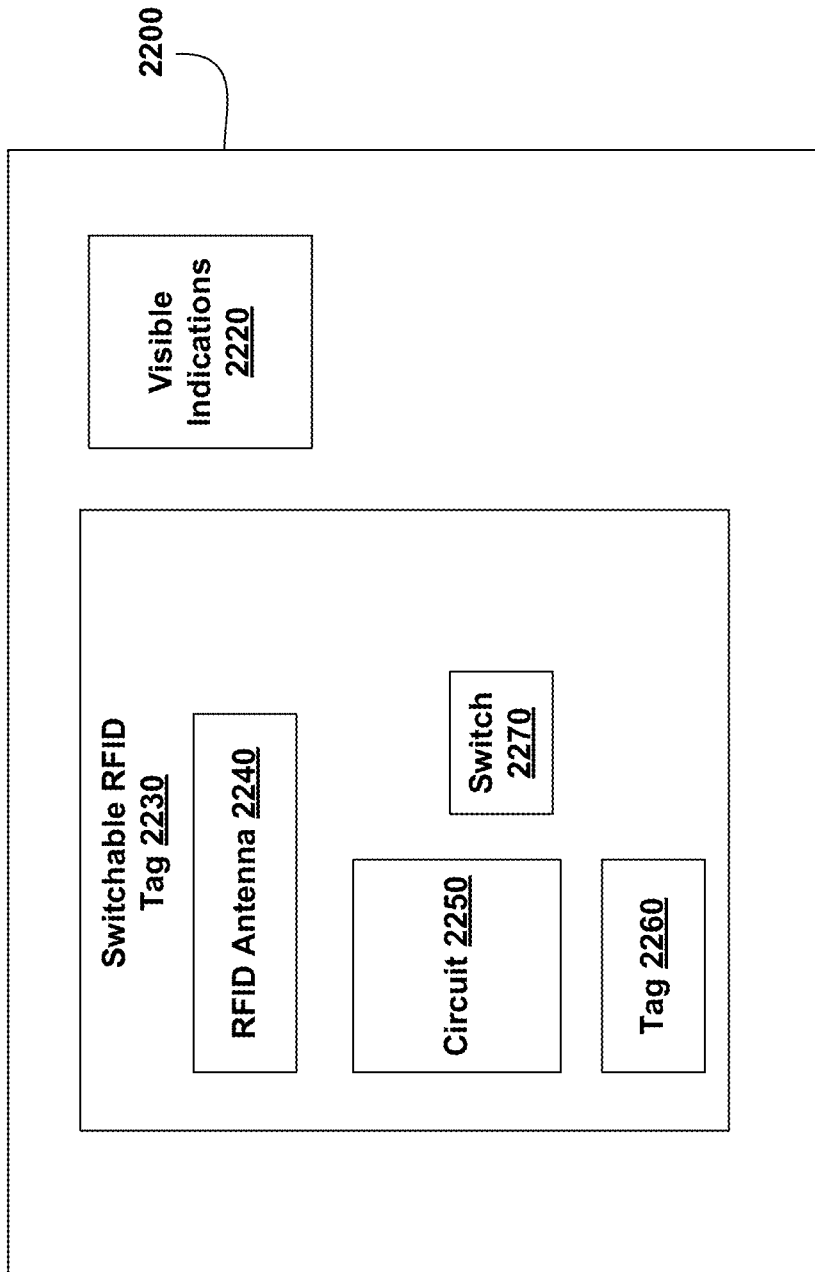 2200
Visible
Indications
2220
Switchable RFID
Tag 2230
RFID Antenna 2240
Circuit 2250
Switch
2270
Tag 2260